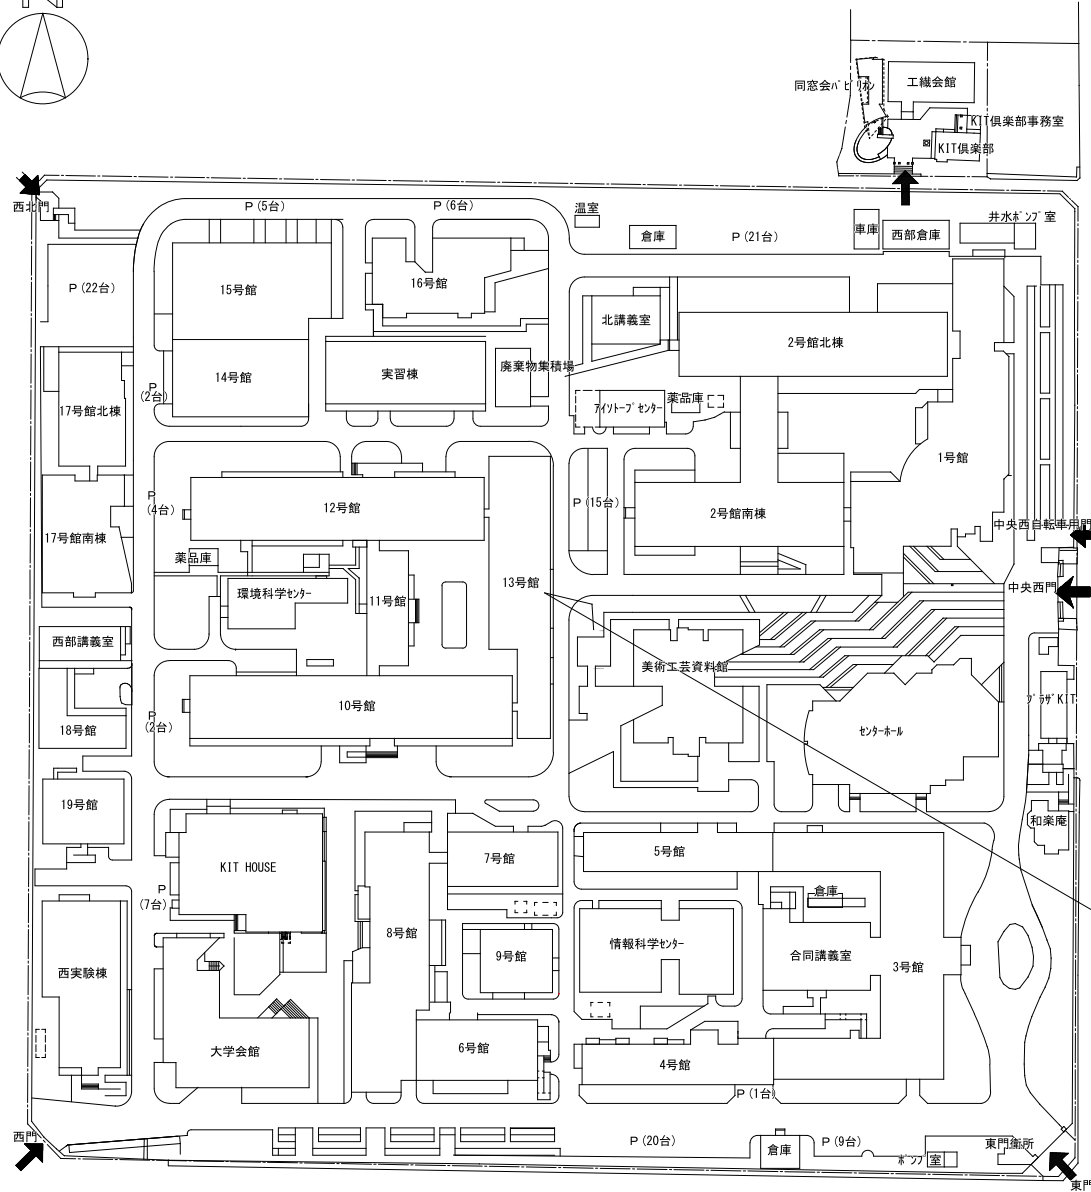 同窓会パビリオン
工繊会館
KIT倶楽部事務室
KIT倶楽部
西北門
P (5台)
P (6台)
温室
倉庫
P (21台)
車庫
西部倉庫
井水ポンプ室
P (22台)
15号館
16号館
北講義室
2号館北棟
14号館
実習棟
廃棄物集積場
P
(2台)
17号館北棟
アイソトープセンター
薬品庫
1号館
P
(4台)
12号館
P (15台)
2号館南棟
中央西自転車用門
17号館南棟
薬品庫
環境科学センター
11号館
13号館
中央西門
西部講義室
美術工芸資料館
プラザKIT
18号館
P
(2台)
10号館
センターホール
19号館
和楽庵
KIT HOUSE
7号館
5号館
P
(7台)
倉庫
8号館
9号館
情報科学センター
合同講義室
3号館
西実験棟
大学会館
6号館
4号館
P (1台)
西門
P (20台)
倉庫
P (9台)
ポンプ室
東門衛所
東門